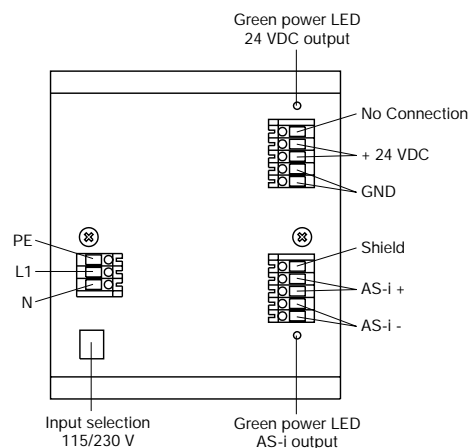 Green power LED
24 VDC output
No Connection
+ 24 VDC
GND
PE
L1
N
Shield
AS-i +
AS-i -
Input selection
115/230 V
Green power LED
AS-i output